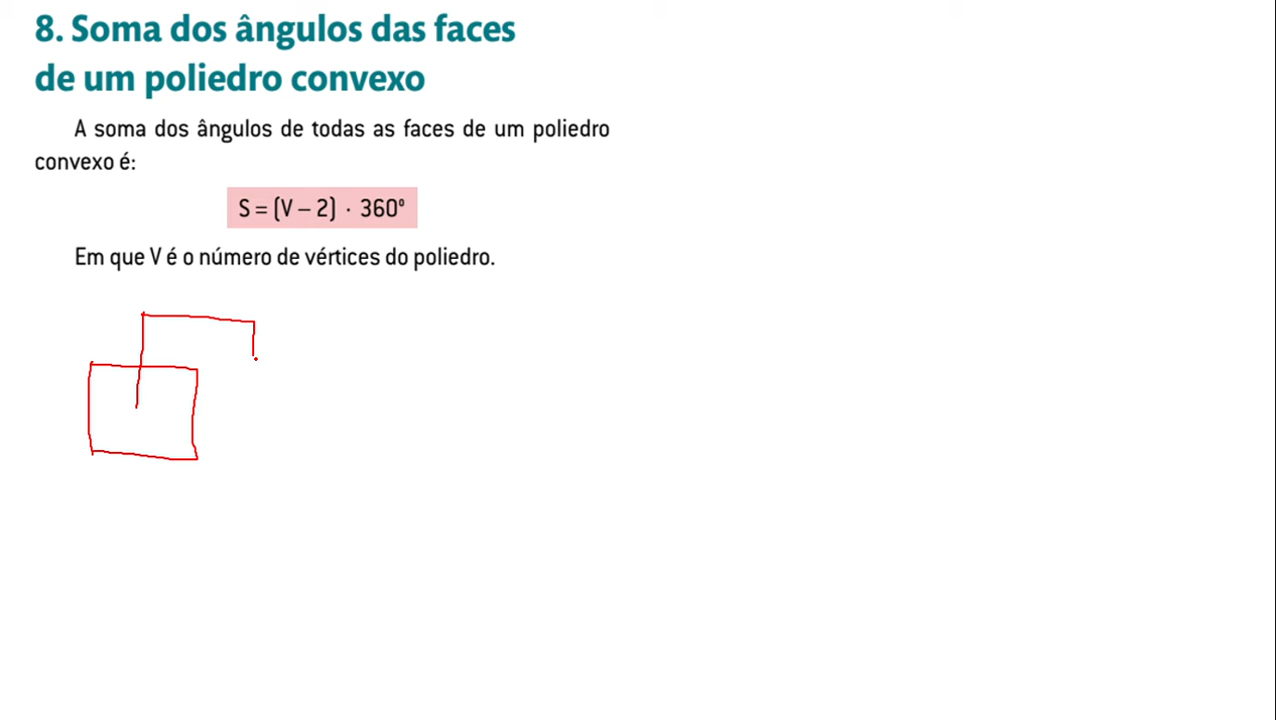 8. Soma dos ângulos das faces
de um poliedro convexo
A soma dos ângulos de todas as faces de um poliedro
convexo é:
S = (V – 2) · 360º
Em que V é o número de vértices do poliedro.